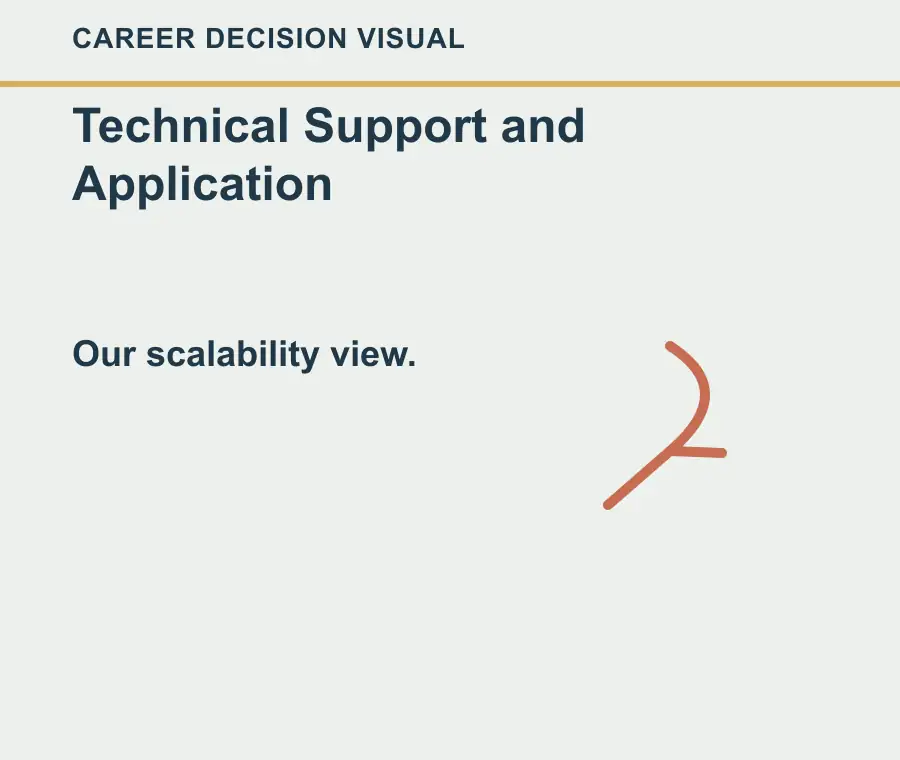 CAREER DECISION VISUAL
Technical Support and
Application
Our scalability view.